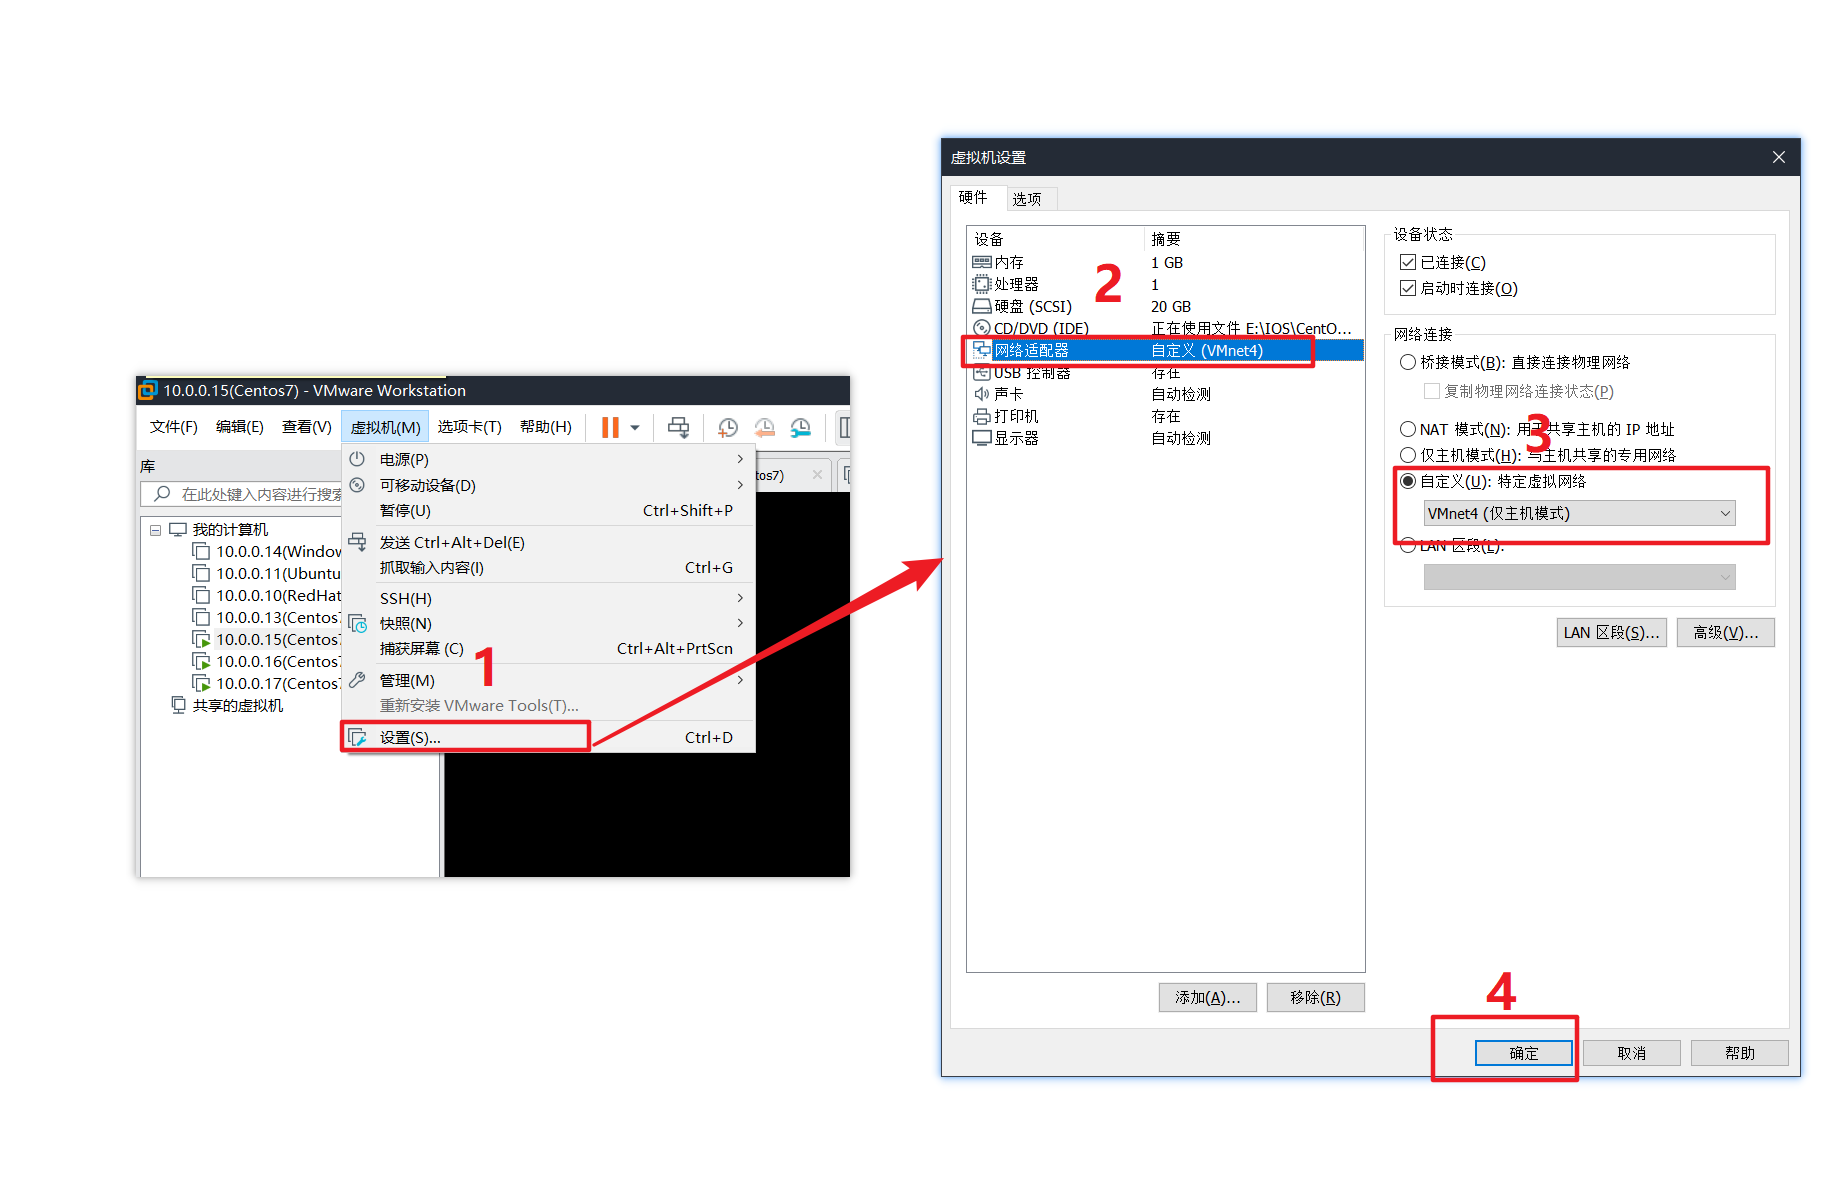 10.0.0.15(Centos7) - VMware Workstation
文件(F) 编辑(E) 查看(V) 虚拟机(M) 选项卡(T) 帮助(H)
库
在此处键入内容进行搜索
我的计算机
10.0.0.14(Window
10.0.0.11(Ubuntu
10.0.0.10(RedHat
10.0.0.13(Centos7
10.0.0.15(Centos7
10.0.0.16(Centos7
10.0.0.17(Centos7
共享的虚拟机
tos7)
电源(P)
可移动设备(D)
暂停(U) Ctrl+Shift+P
发送 Ctrl+Alt+Del(E)
抓取输入内容(I) Ctrl+G
SSH(H)
快照(N)
捕获屏幕 (C) Ctrl+Alt+PrtScn
1
管理(M)
重新安装 VMware Tools(T)...
设置(S)... Ctrl+D
虚拟机设置
硬件 选项
设备 摘要
内存 1 GB
2
处理器 1
硬盘 (SCSI) 20 GB
CD/DVD (IDE) 正在使用文件 E:\IOS\CentO...
网络适配器 自定义 (VMnet4)
USB 控制器 存在
声卡 自动检测
打印机 存在
显示器 自动检测
添加(A)... 移除(R)
设备状态
已连接(C)
启动时连接(O)
网络连接
桥接模式(B): 直接连接物理网络
复制物理网络连接状态(P)
3
NAT 模式(N): 用于共享主机的 IP 地址
仅主机模式(H): 与主机共享的专用网络
自定义(U): 特定虚拟网络
VMnet4 (仅主机模式)
LAN 区段(L):
LAN 区段(S)... 高级(V)...
4
确定 取消 帮助